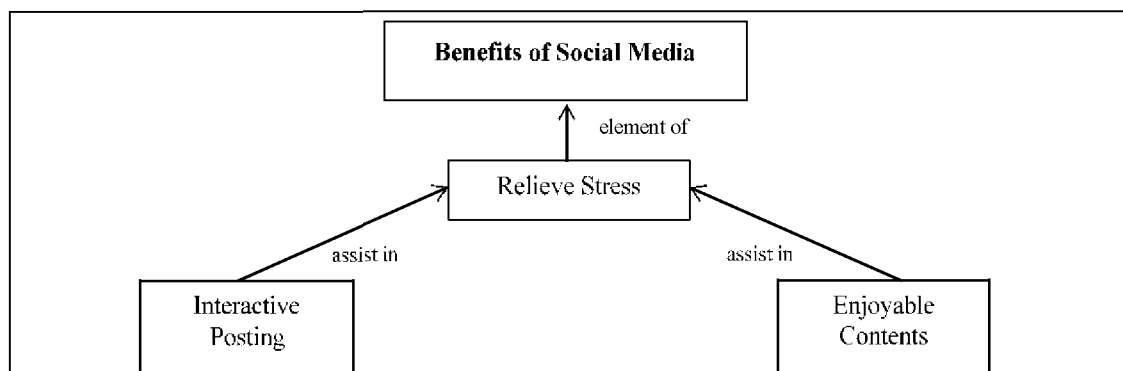 Benefits of Social Media
element of
Relieve Stress
assist in
assist in
Interactive
Posting
Enjoyable
Contents